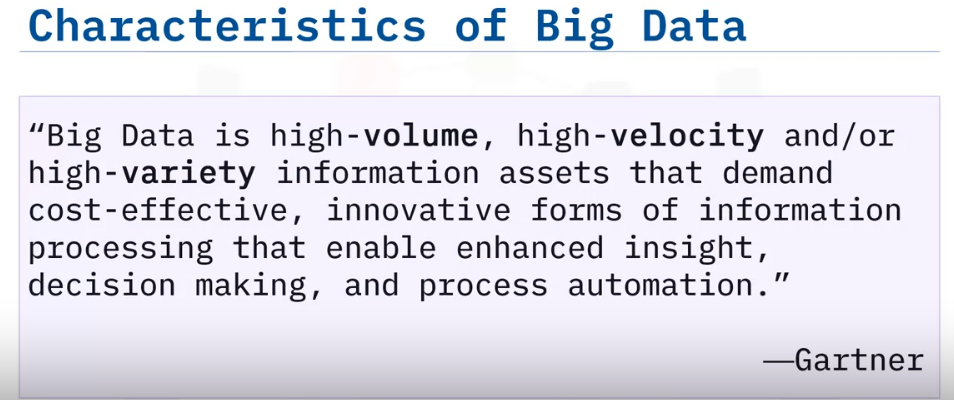 Characteristics of Big Data
“Big Data is high-volume, high-velocity and/or
high-variety information assets that demand
cost-effective, innovative forms of information
processing that enable enhanced insight,
decision making, and process automation.”
—Gartner